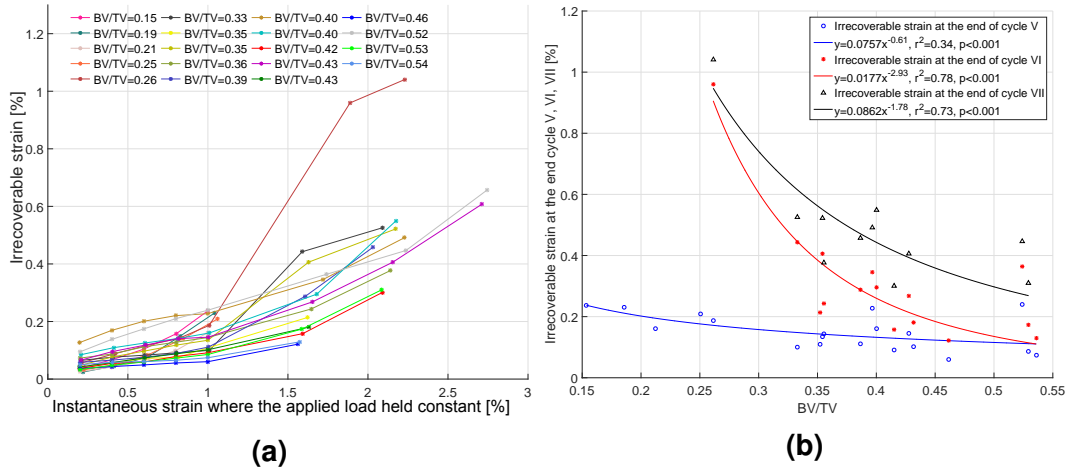 BV/TV=0.15 BV/TV=0.33 BV/TV=0.40 BV/TV=0.46
BV/TV=0.19 BV/TV=0.35 BV/TV=0.40 BV/TV=0.52
BV/TV=0.21 BV/TV=0.35 BV/TV=0.42 BV/TV=0.53
BV/TV=0.25 BV/TV=0.36 BV/TV=0.43 BV/TV=0.54
BV/TV=0.26 BV/TV=0.39 BV/TV=0.43
Irrecoverable strain [%]
1.2
1
0.8
0.6
0.4
0.2
0
0 0.5 1 1.5 2 2.5 3
Instantaneous strain where the applied load held constant [%]
(a)
Irrecoverable strain at the end of cycle V
y=0.0757x^-0.61, r²=0.34, p<0.001
Irrecoverable strain at the end of cycle VI
y=0.0177x^-2.93, r²=0.78, p<0.001
Irrecoverable strain at the end of cycle VII
y=0.0862x^-1.78, r²=0.73, p<0.001
Irrecoverable strain at the end cycle V, VI, VII [%]
1.2
1
0.8
0.6
0.4
0.2
0
0.15 0.2 0.25 0.3 0.35 0.4 0.45 0.5 0.55
BV/TV
(b)